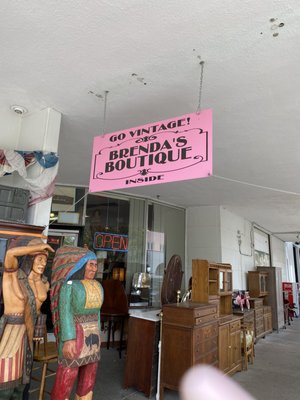 GO VINTAGE!
BRENDA'S
BOUTIQUE
INSIDE
OPEN